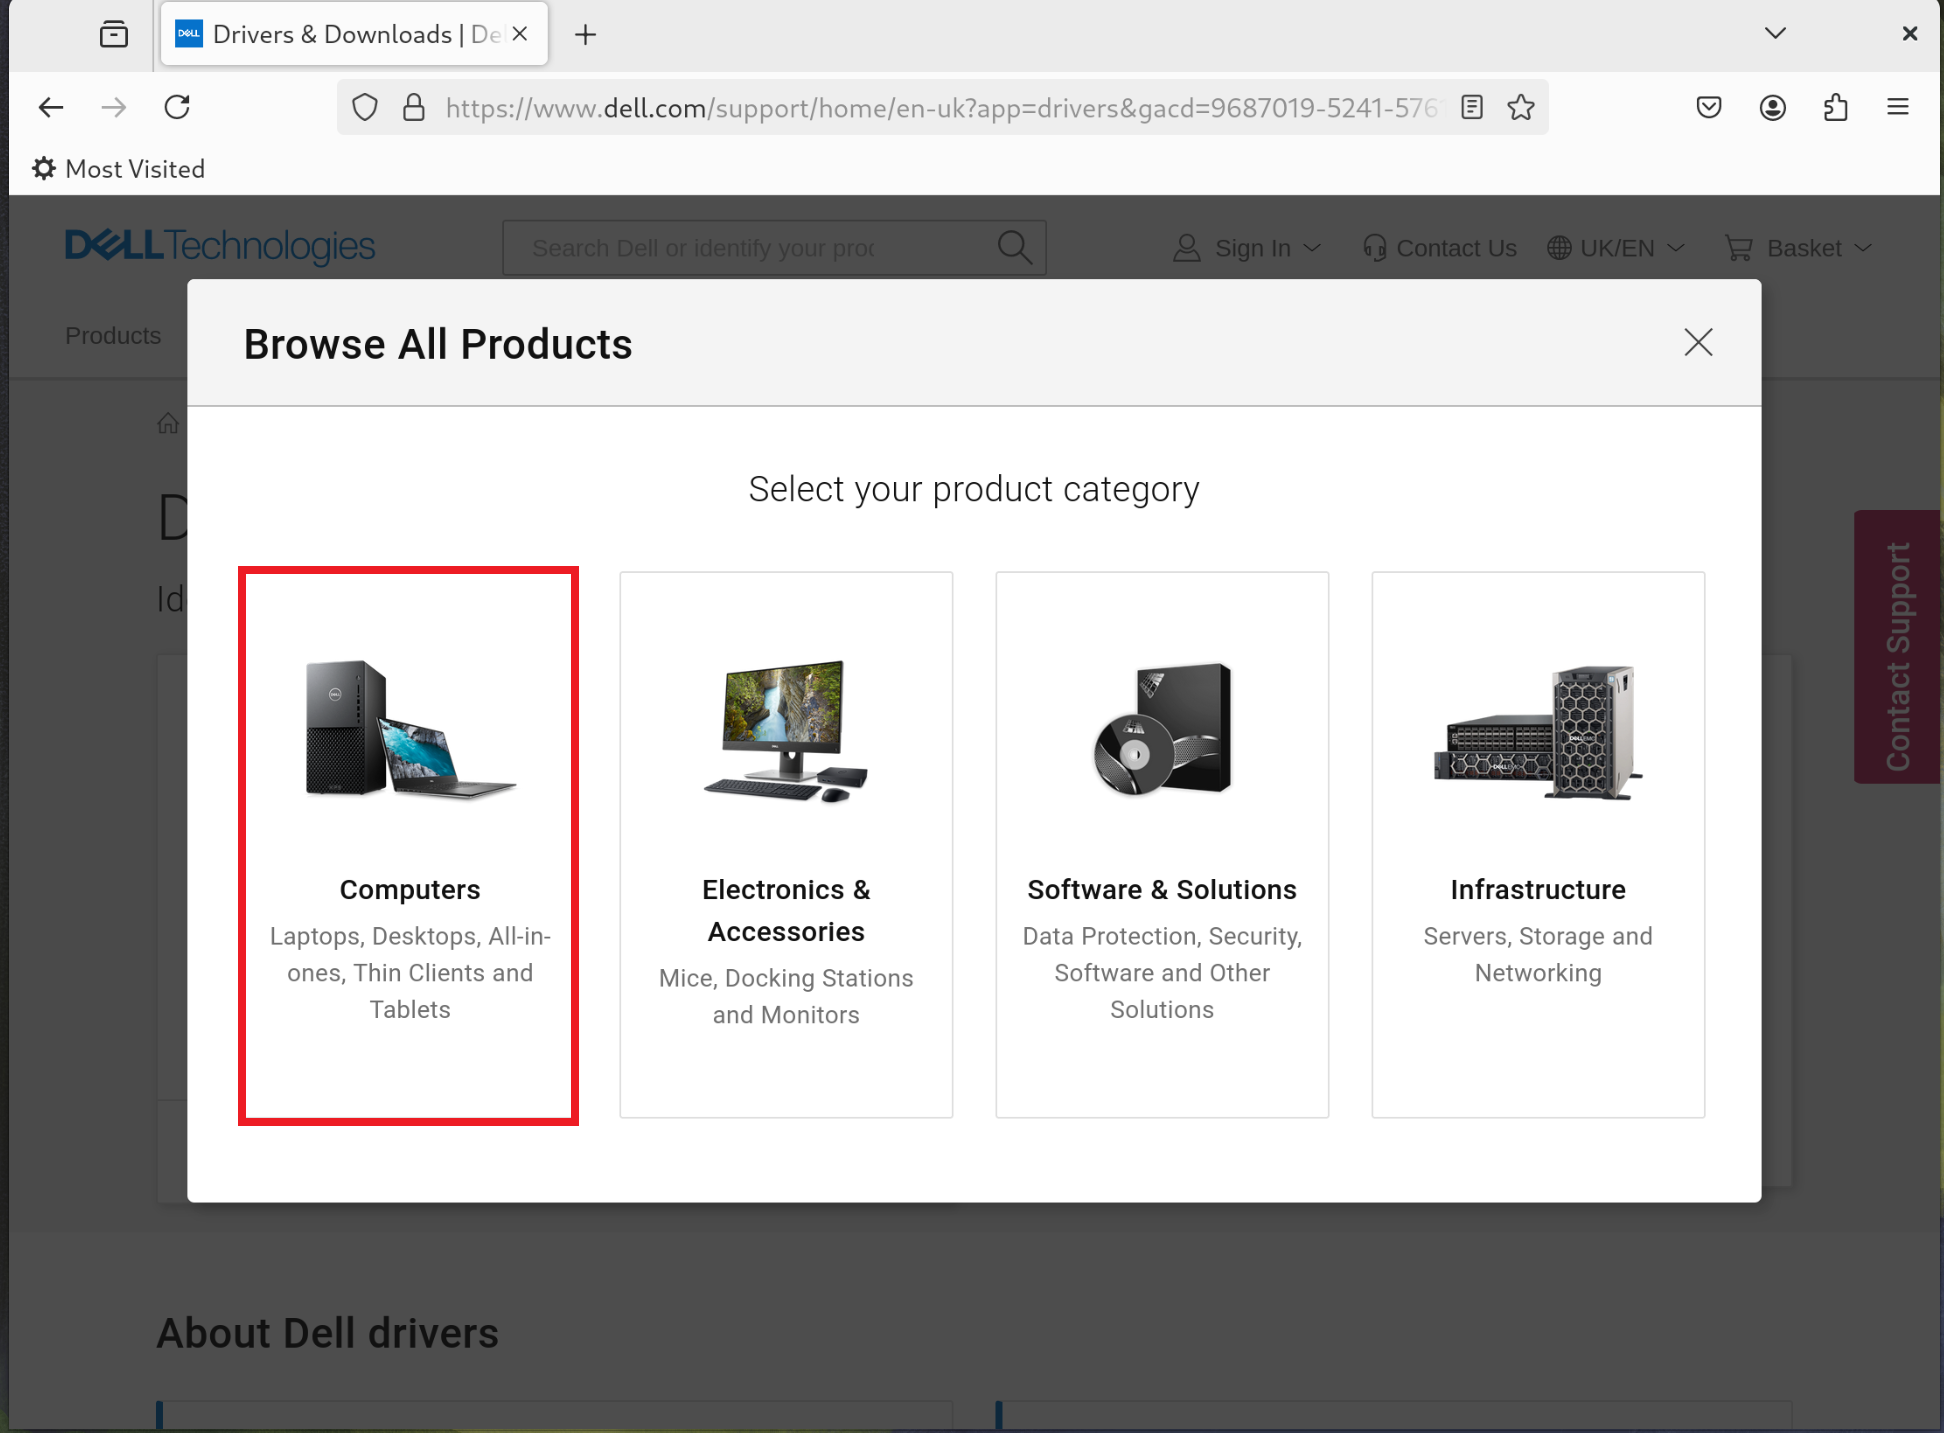 Drivers & Downloads | De
https://www.dell.com/support/home/en-uk?app=drivers&gacd=9687019-5241-576
Most Visited
DELL Technologies
Search Dell or identify your proc
Sign In
Contact Us
UK/EN
Basket
Products
Browse All Products
D
Id
Select your product category
Contact Support
Computers
Laptops, Desktops, All-in-
ones, Thin Clients and
Tablets
Electronics &
Accessories
Mice, Docking Stations
and Monitors
Software & Solutions
Data Protection, Security,
Software and Other
Solutions
Infrastructure
Servers, Storage and
Networking
About Dell drivers